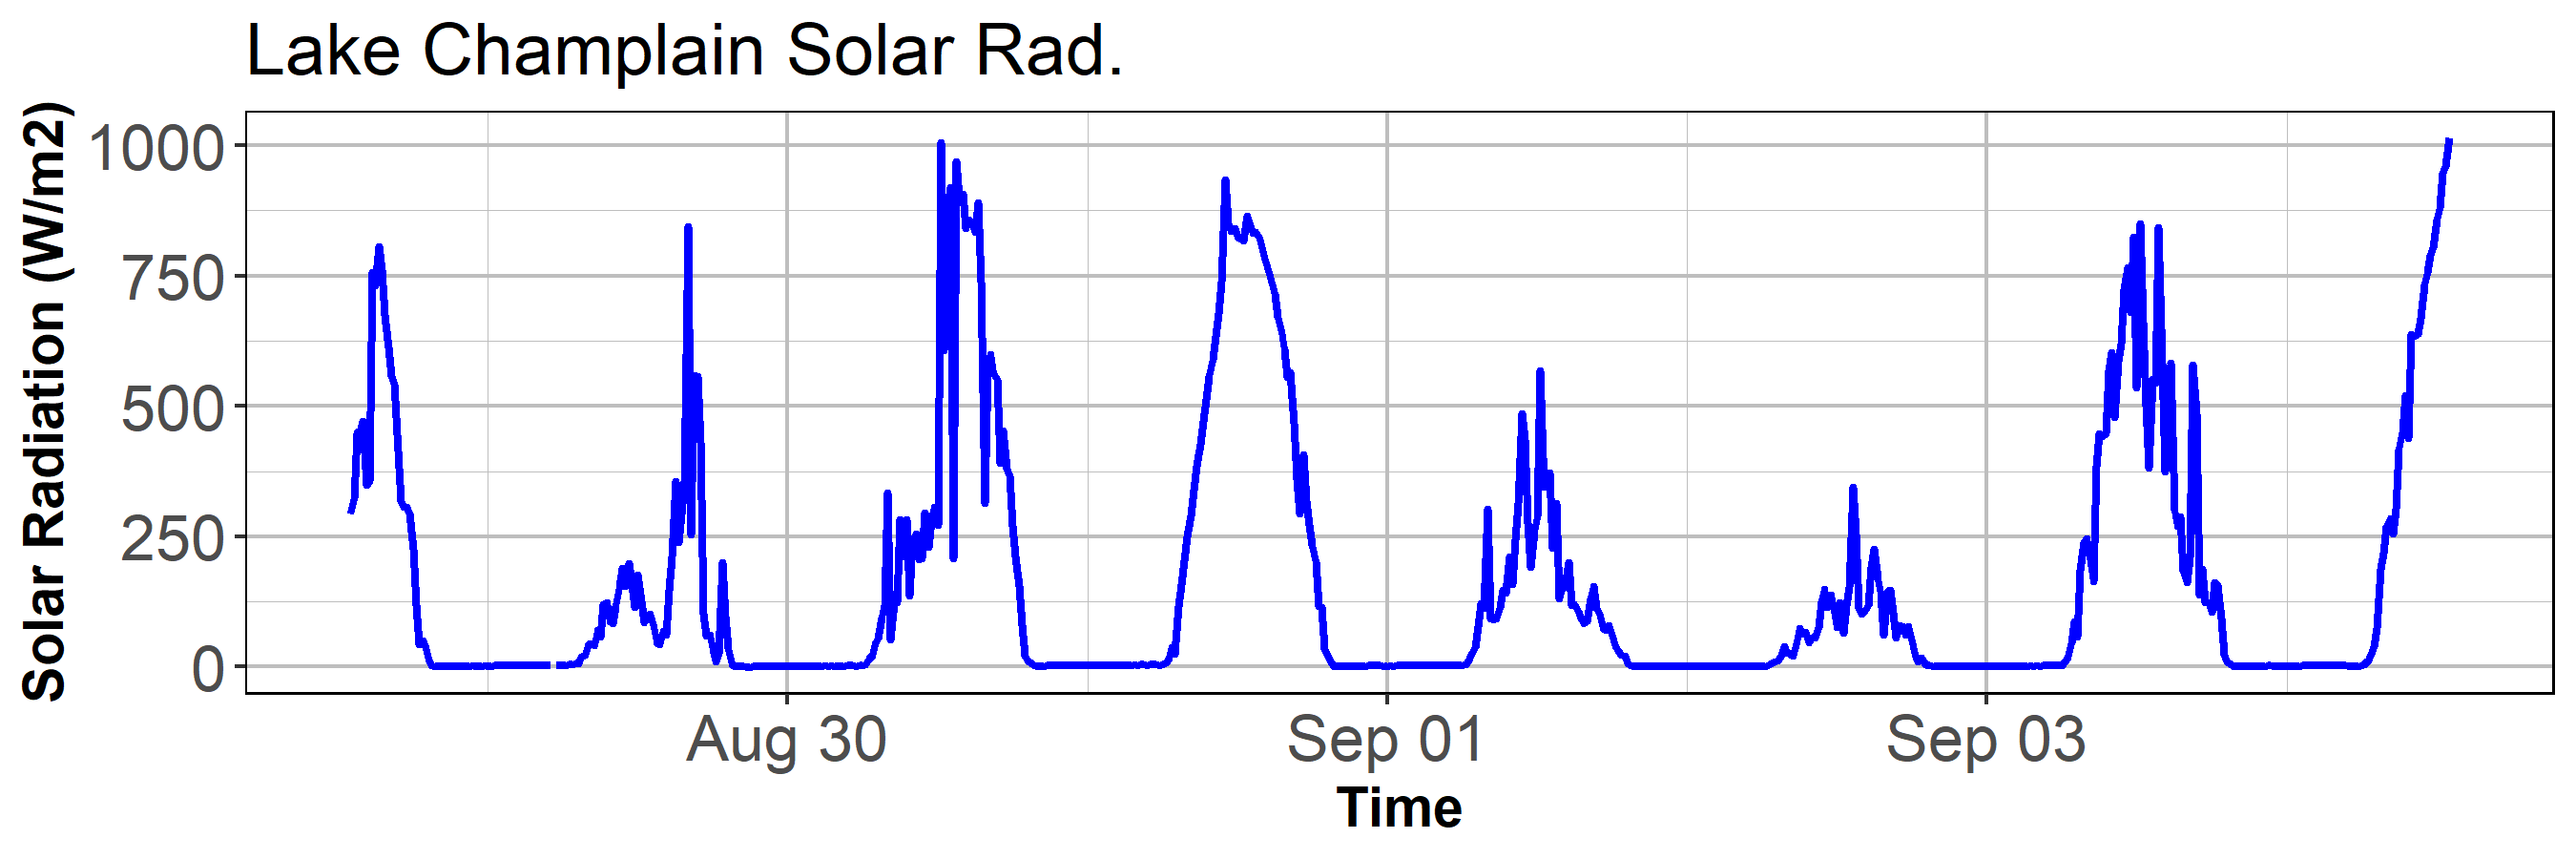 Lake Champlain Solar Rad.
Solar Radiation (W/m2)
1000
750
500
250
0
Aug 30
Sep 01
Sep 03
Time